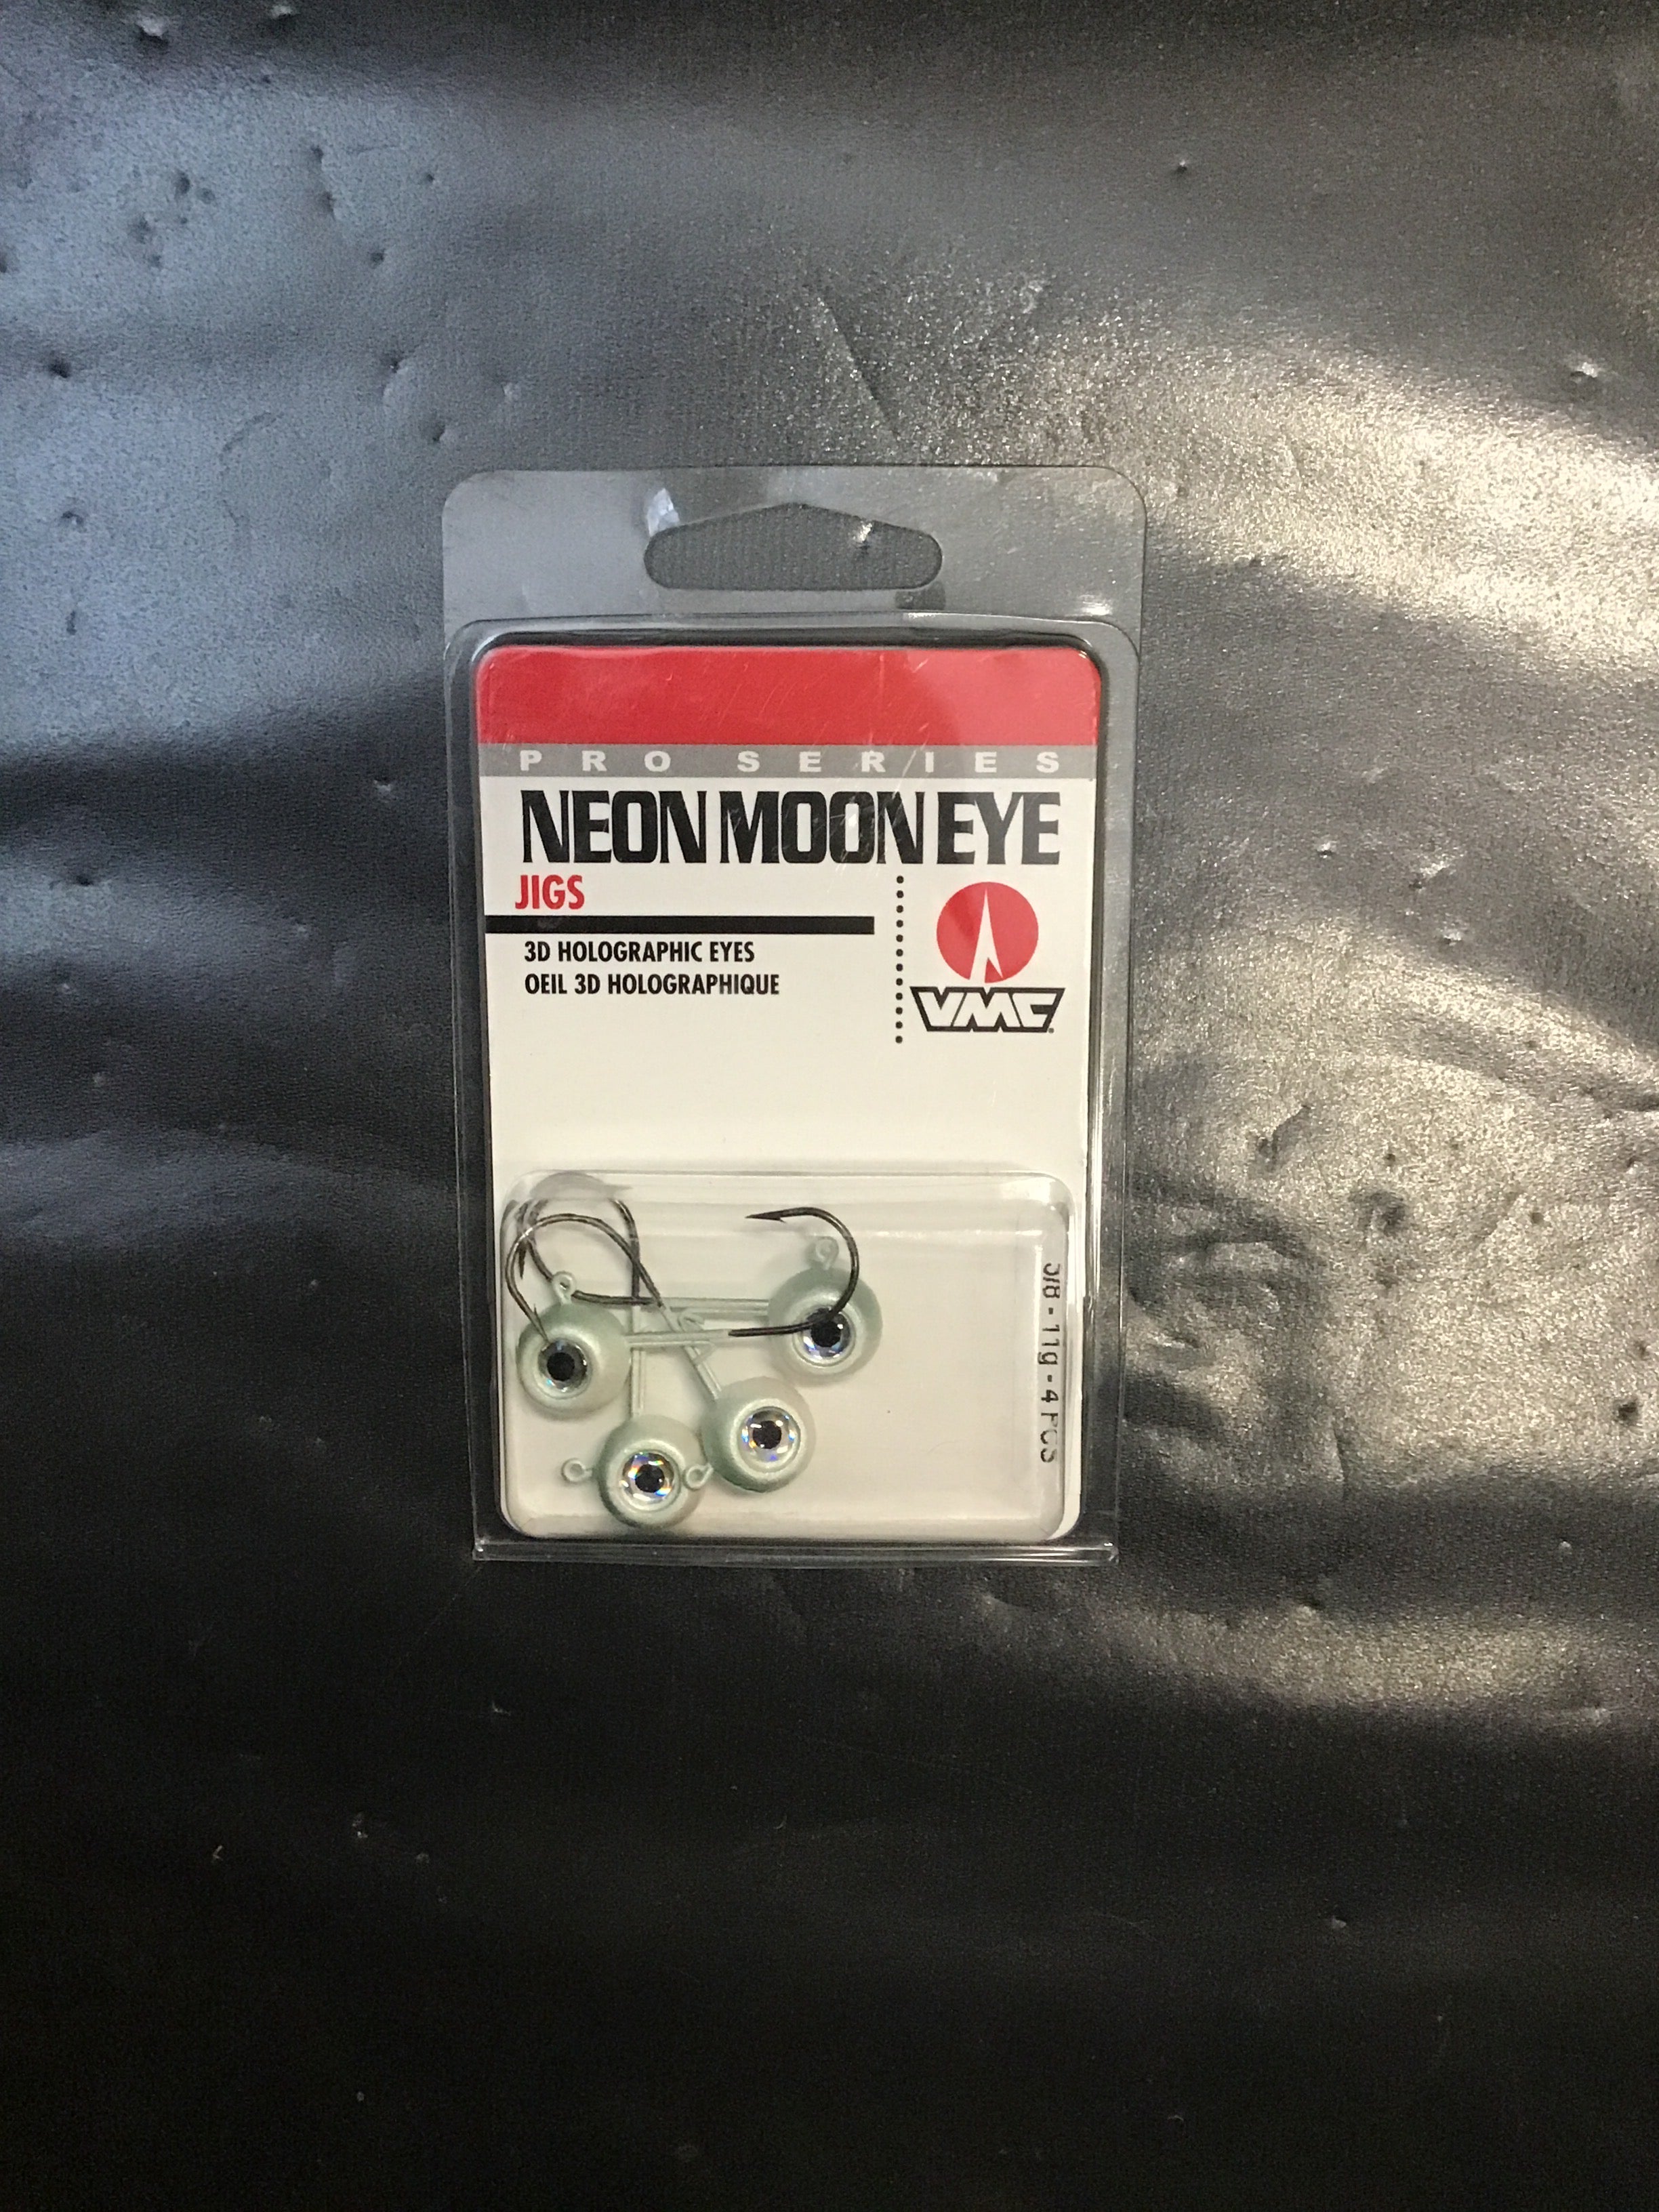 PRO SERIES
NEON MOON EYE
JIGS
3D HOLOGRAPHIC EYES
OEIL 3D HOLOGRAPHIQUE
VMC
3/8 - 11g - 4 PCS